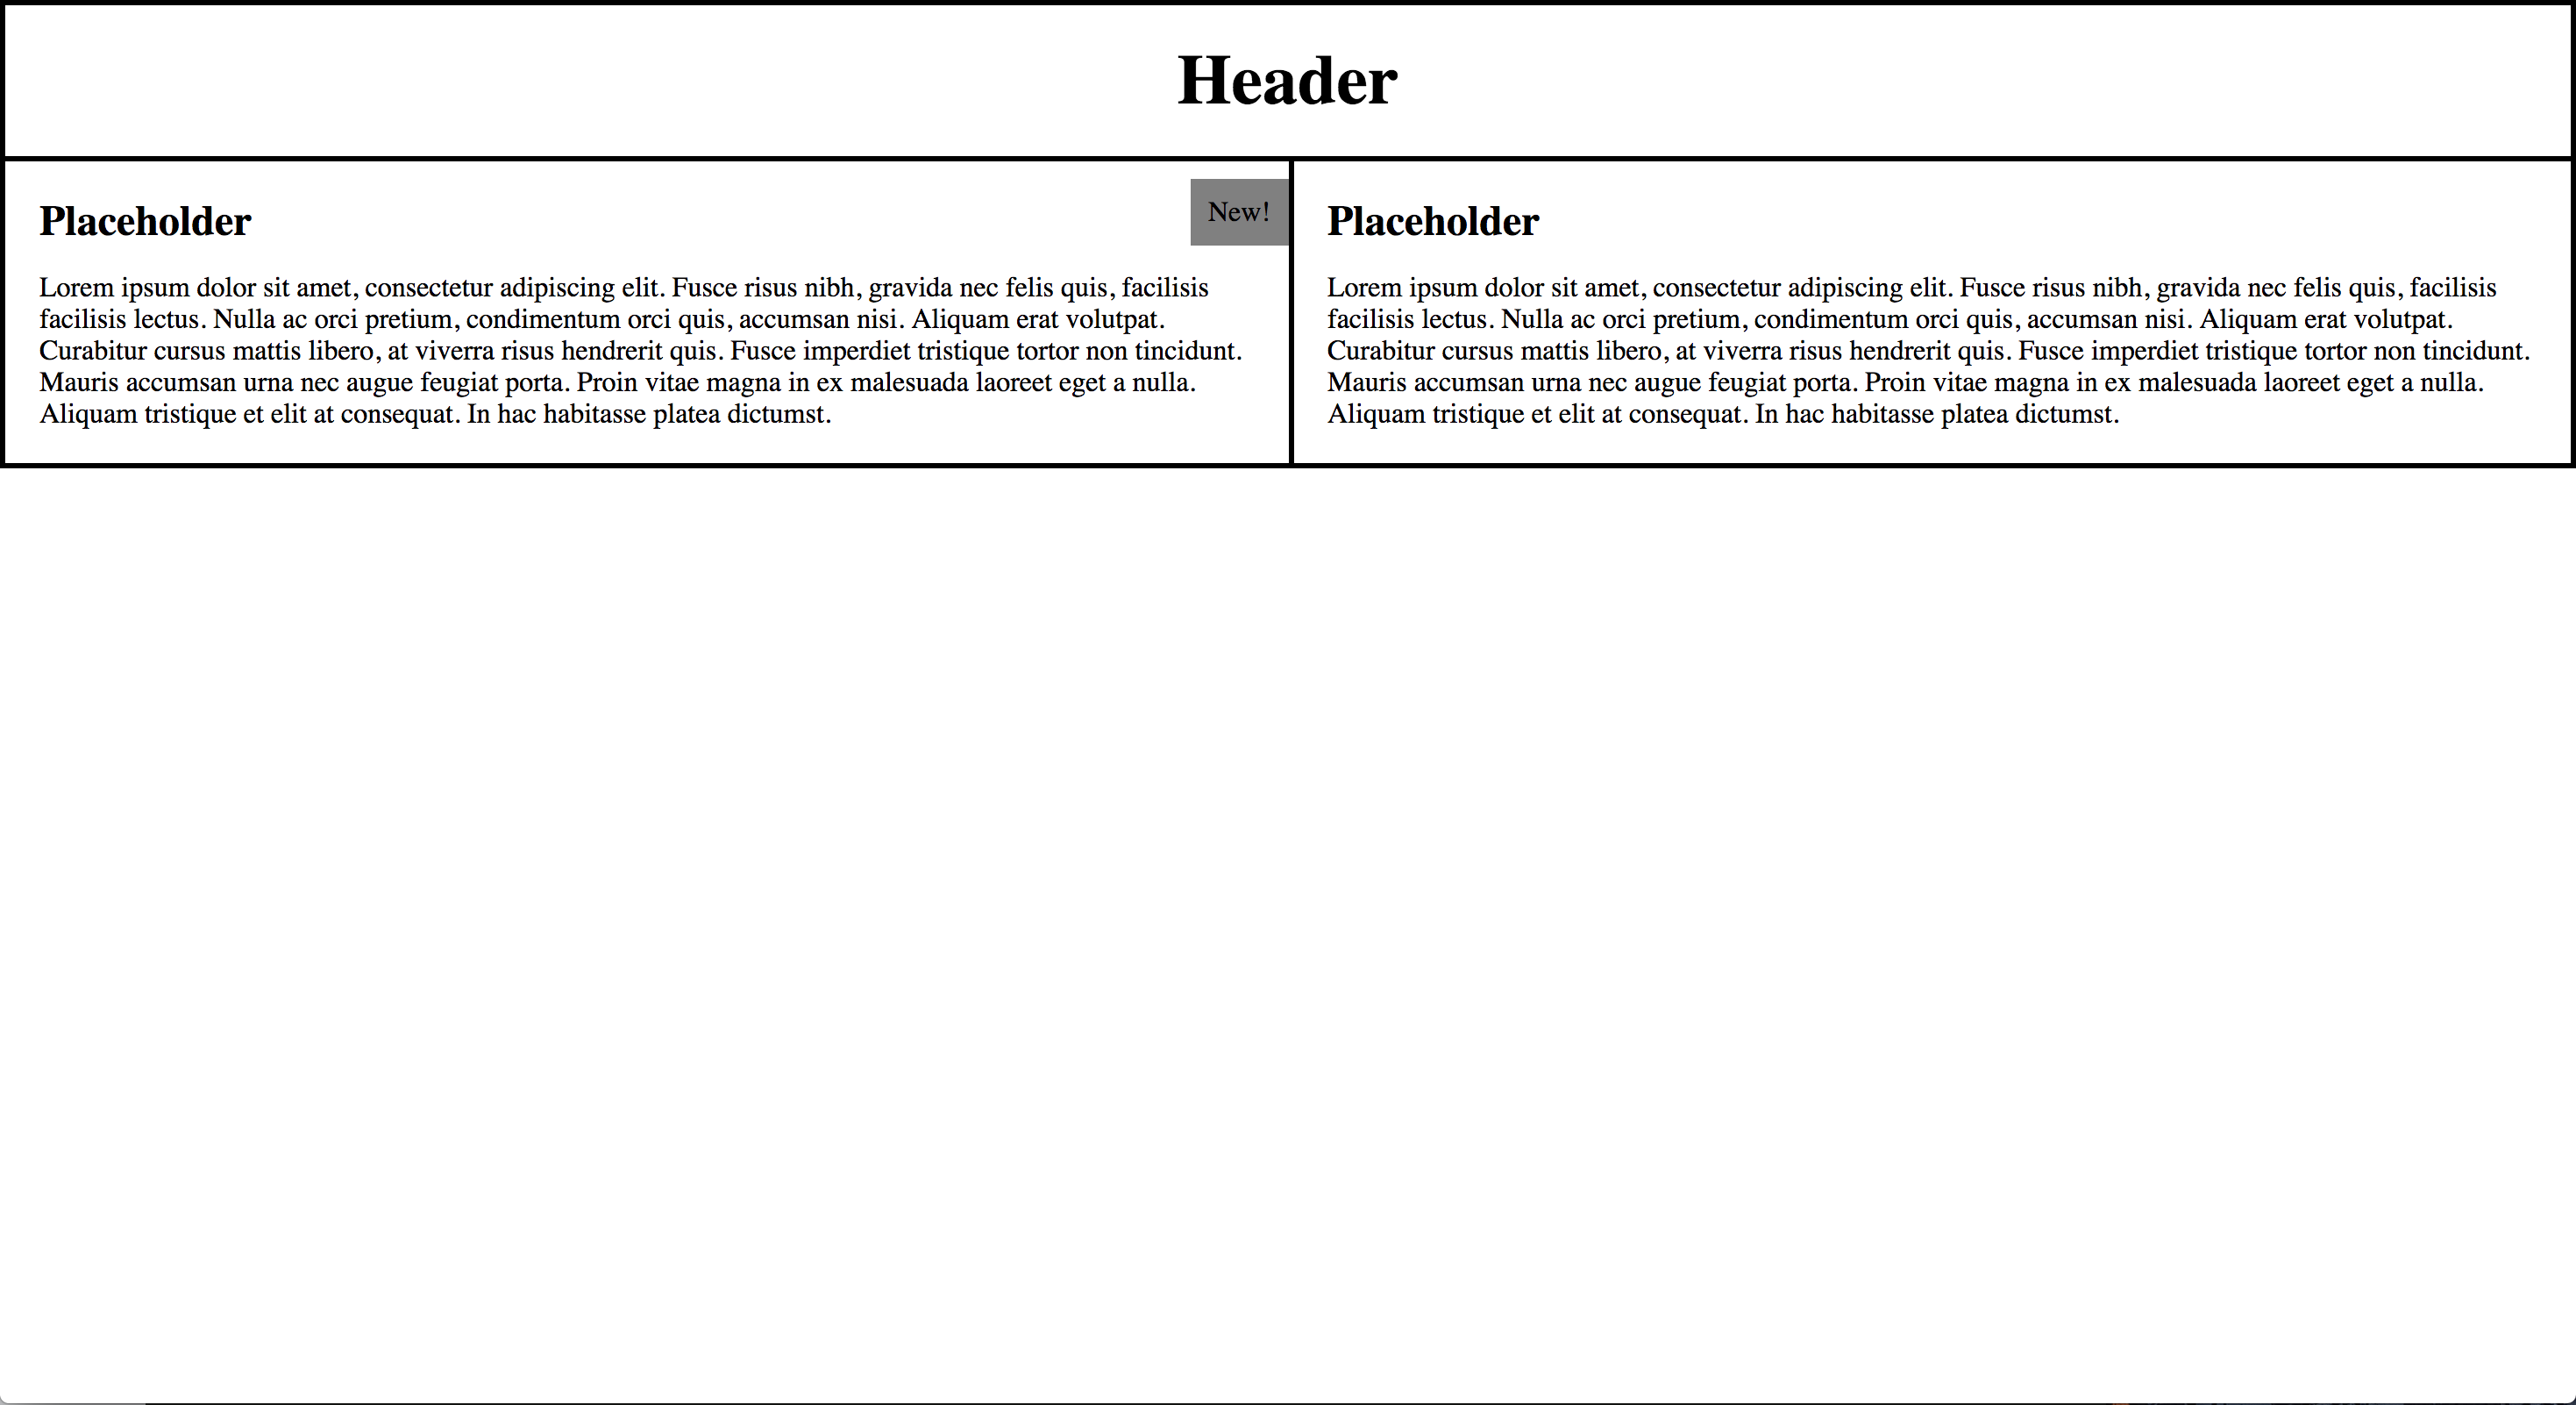 Header
Placeholder
New!
Lorem ipsum dolor sit amet, consectetur adipiscing elit. Fusce risus nibh, gravida nec felis quis, facilisis
facilisis lectus. Nulla ac orci pretium, condimentum orci quis, accumsan nisi. Aliquam erat volutpat.
Curabitur cursus mattis libero, at viverra risus hendrerit quis. Fusce imperdiet tristique tortor non tincidunt.
Mauris accumsan urna nec augue feugiat porta. Proin vitae magna in ex malesuada laoreet eget a nulla.
Aliquam tristique et elit at consequat. In hac habitasse platea dictumst.
Placeholder
Lorem ipsum dolor sit amet, consectetur adipiscing elit. Fusce risus nibh, gravida nec felis quis, facilisis
facilisis lectus. Nulla ac orci pretium, condimentum orci quis, accumsan nisi. Aliquam erat volutpat.
Curabitur cursus mattis libero, at viverra risus hendrerit quis. Fusce imperdiet tristique tortor non tincidunt.
Mauris accumsan urna nec augue feugiat porta. Proin vitae magna in ex malesuada laoreet eget a nulla.
Aliquam tristique et elit at consequat. In hac habitasse platea dictumst.